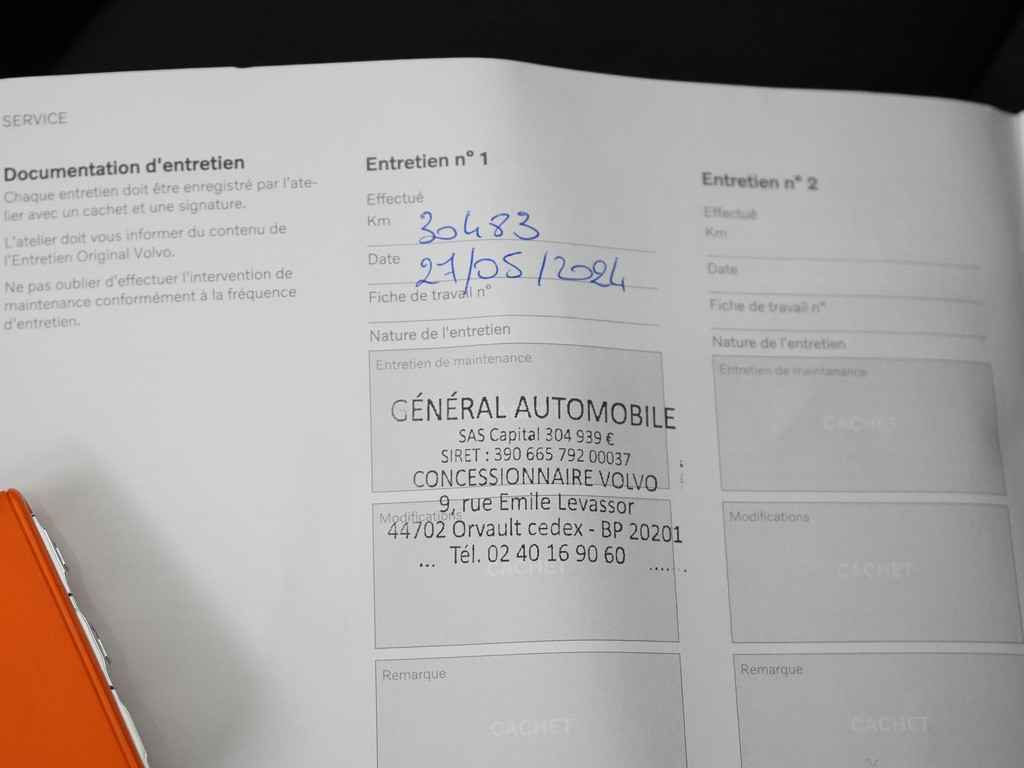 SERVICE
Documentation d'entretien
Chaque entretien doit être enregistré par l'ate-
lier avec un cachet et une signature.
L'atelier doit vous informer du contenu de
l'Entretien Original Volvo.
Ne pas oublier d'effectuer l'intervention de
maintenance conformément à la fréquence
d'entretien.
Entretien n° 1
Effectué
Km 30483
Date 27/05/2024
Fiche de travail n°
Nature de l'entretien
Entretien de maintenance
GÉNÉRAL AUTOMOBILE
SAS Capital 304 939 €
SIRET : 390 665 792 00037
CONCESSIONNAIRE VOLVO
9, rue Emile Levassor
Modifications
44702 Orvault cedex - BP 20201
Tél. 02 40 16 90 60
CACHET
Remarque
CACHET
Entretien n° 2
Effectué
Km
Date
Fiche de travail n°
Nature de l'entretien
Entretien de maintenance
CACHET
Modifications
CACHET
Remarque
CACHET